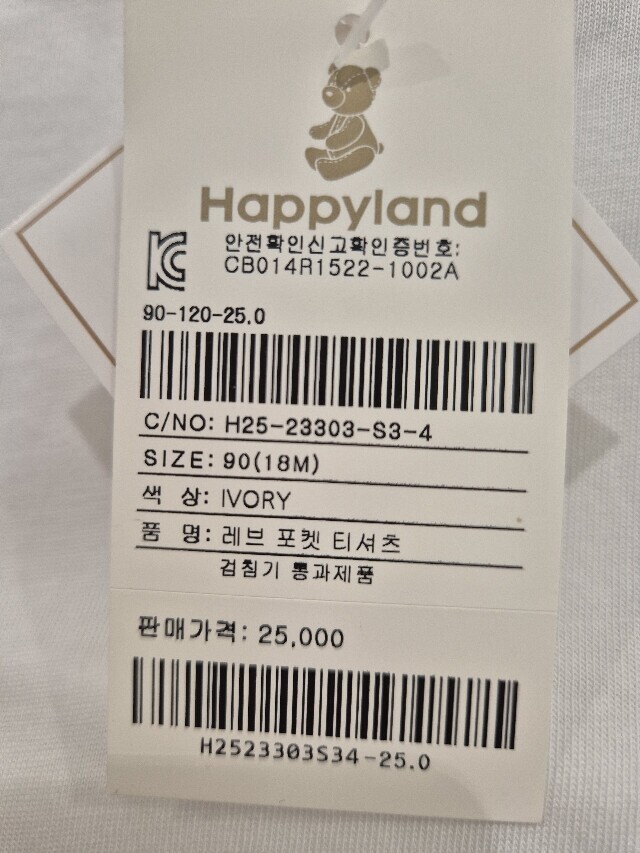 Happyland
안전확인신고확인증번호:
CB014R1522-1002A
90-120-25.0
C/NO: H25-23303-S3-4
SIZE: 90(18M)
색 상: IVORY
품 명: 레브 포켓 티셔츠
검침기 통과제품
판매가격: 25,000
H2523303S34-25.0